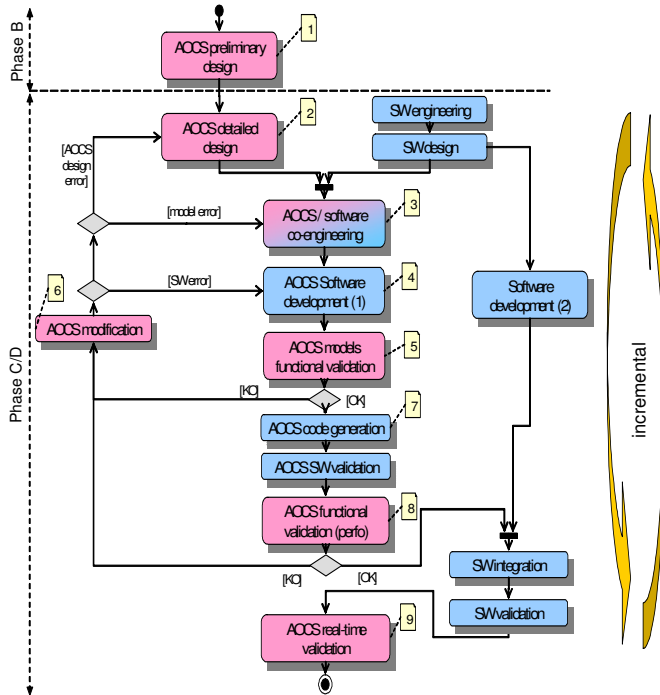 Phase B
1
AOCS preliminary
design
2
AOCS detailed
design
SW engineering
SW design
[AOCS
design
error]
[model error]
3
AOCS / software
co-engineering
[SW error]
4
AOCS Software
development (1)
Software
development (2)
6
AOCS modification
5
AOCS models
functional validation
[KO]
[OK]
7
AOCS code generation
AOCS SW validation
8
AOCS functional
validation (perfo)
[KO]
[OK]
SW integration
SW validation
9
AOCS real-time
validation
Phase C/D
incremental